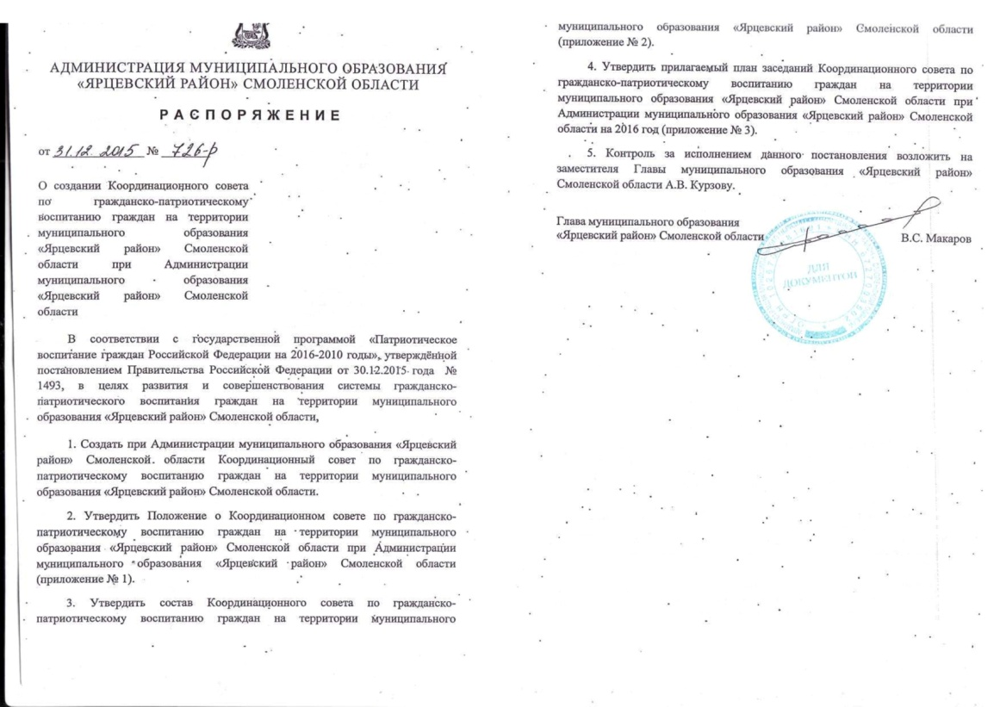 АДМИНИСТРАЦИЯ МУНИЦИПАЛЬНОГО ОБРАЗОВАНИЯ
«ЯРЦЕВСКИЙ РАЙОН» СМОЛЕНСКОЙ ОБЛАСТИ
РАСПОРЯЖЕНИЕ
от 31.12.2015 № 726-р
О создании Координационного совета
по гражданско-патриотическому
воспитанию граждан на территории
муниципального образования
«Ярцевский район» Смоленской
области при Администрации
муниципального образования
«Ярцевский район» Смоленской
области
В соответствии с государственной программой «Патриотическое
воспитание граждан Российской Федерации на 2016-2010 годы», утверждённой
постановлением Правительства Российской Федерации от 30.12.2015 года №
1493, в целях развития и совершенствования системы гражданско-
патриотического воспитания граждан на территории муниципального
образования «Ярцевский район» Смоленской области,
1. Создать при Администрации муниципального образования «Ярцевский
район» Смоленской области Координационный совет по гражданско-
патриотическому воспитанию граждан на территории муниципального
образования «Ярцевский район» Смоленской области.
2. Утвердить Положение о Координационном совете по гражданско-
патриотическому воспитанию граждан на территории муниципального
образования «Ярцевский район» Смоленской области при Администрации
муниципального образования «Ярцевский район» Смоленской области
(приложение № 1).
3. Утвердить состав Координационного совета по гражданско-
патриотическому воспитанию граждан на территории муниципального
муниципального образования «Ярцевский район» Смоленской области
(приложение № 2).
4. Утвердить прилагаемый план заседаний Координационного совета по
гражданско-патриотическому воспитанию граждан на территории
муниципального образования «Ярцевский район» Смоленской области при
Администрации муниципального образования «Ярцевский район» Смоленской
области на 2016 год (приложение № 3).
5. Контроль за исполнением данного постановления возложить на
заместителя Главы муниципального образования «Ярцевский район»
Смоленской области А.В. Курзову.
Глава муниципального образования
«Ярцевский район» Смоленской области
В.С. Макаров
ДЛЯ
ДОКУМЕНТОВ